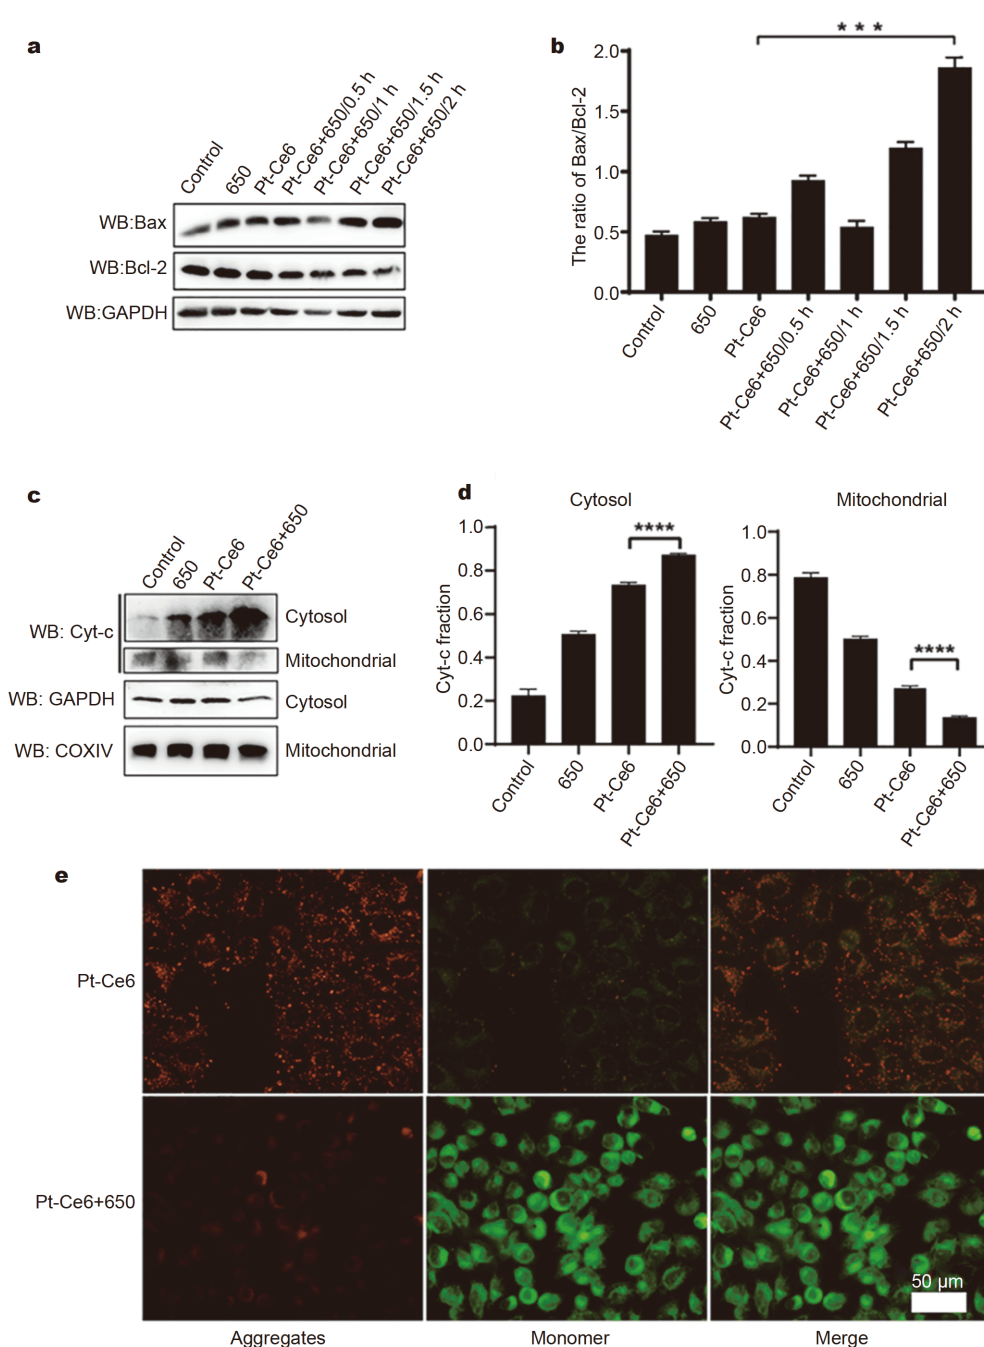 a
Control
650
Pt-Ce6
Pt-Ce6+650/0.5 h
Pt-Ce6+650/1 h
Pt-Ce6+650/1.5 h
Pt-Ce6+650/2 h
WB:Bax
WB:Bcl-2
WB:GAPDH
b
* * *
The ratio of Bax/Bcl-2
2.0
1.5
1.0
0.5
0.0
Control
650
Pt-Ce6
Pt-Ce6+650/0.5 h
Pt-Ce6+650/1 h
Pt-Ce6+650/1.5 h
Pt-Ce6+650/2 h
c
Control
650
Pt-Ce6
Pt-Ce6+650
WB: Cyt-c
Cytosol
Mitochondrial
WB: GAPDH
Cytosol
WB: COXIV
Mitochondrial
d
Cytosol
****
Cyt-c fraction
1.0
0.8
0.6
0.4
0.2
0.0
Control
650
Pt-Ce6
Pt-Ce6+650
Mitochondrial
****
Cyt-c fraction
1.0
0.8
0.6
0.4
0.2
0.0
Control
650
Pt-Ce6
Pt-Ce6+650
e
Pt-Ce6
Pt-Ce6+650
50 μm
Aggregates
Monomer
Merge